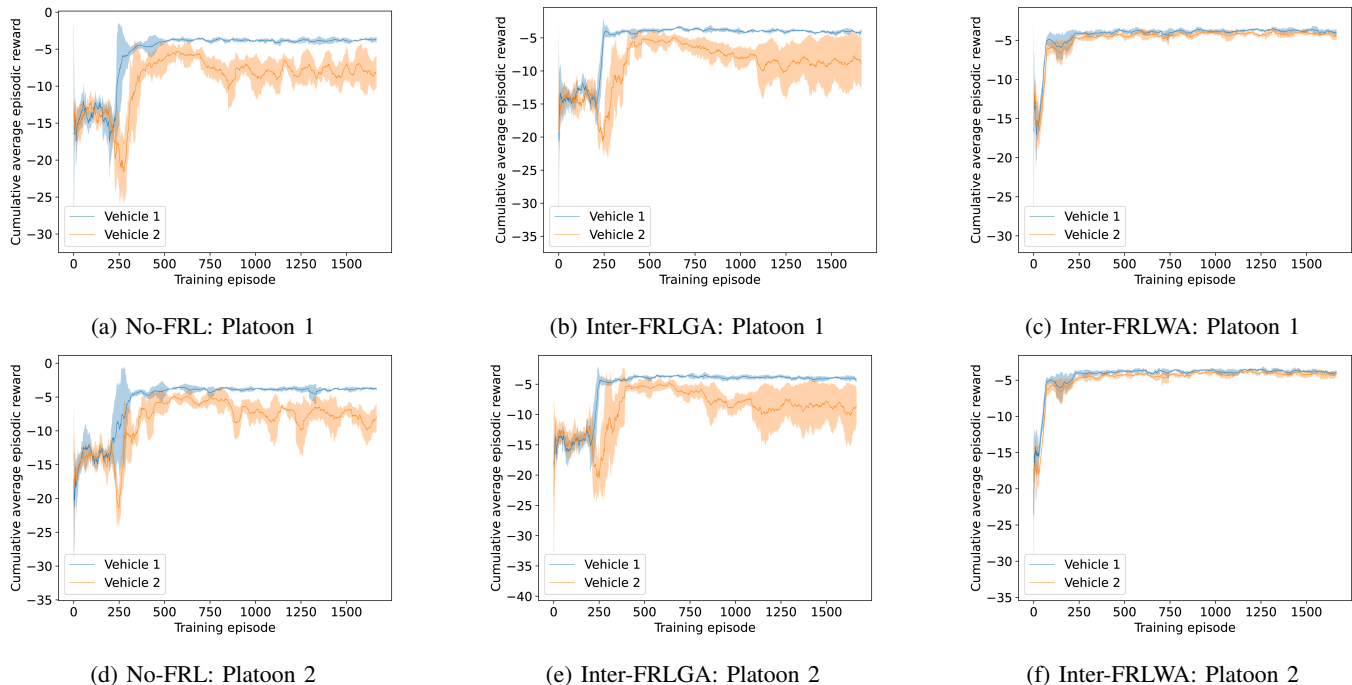 0
−5
−10
−15
−20
−25
−30
Cumulative average episodic reward
Vehicle 1
Vehicle 2
0 250 500 750 1000 1250 1500
Training episode
(a) No-FRL: Platoon 1
−5
−10
−15
−20
−25
−30
−35
Cumulative average episodic reward
Vehicle 1
Vehicle 2
0 250 500 750 1000 1250 1500
Training episode
(b) Inter-FRLGA: Platoon 1
−5
−10
−15
−20
−25
−30
Cumulative average episodic reward
Vehicle 1
Vehicle 2
0 250 500 750 1000 1250 1500
Training episode
(c) Inter-FRLWA: Platoon 1
0
−5
−10
−15
−20
−25
−30
−35
Cumulative average episodic reward
Vehicle 1
Vehicle 2
0 250 500 750 1000 1250 1500
Training episode
(d) No-FRL: Platoon 2
−5
−10
−15
−20
−25
−30
−35
−40
Cumulative average episodic reward
Vehicle 1
Vehicle 2
0 250 500 750 1000 1250 1500
Training episode
(e) Inter-FRLGA: Platoon 2
−5
−10
−15
−20
−25
−30
−35
Cumulative average episodic reward
Vehicle 1
Vehicle 2
0 250 500 750 1000 1250 1500
Training episode
(f) Inter-FRLWA: Platoon 2